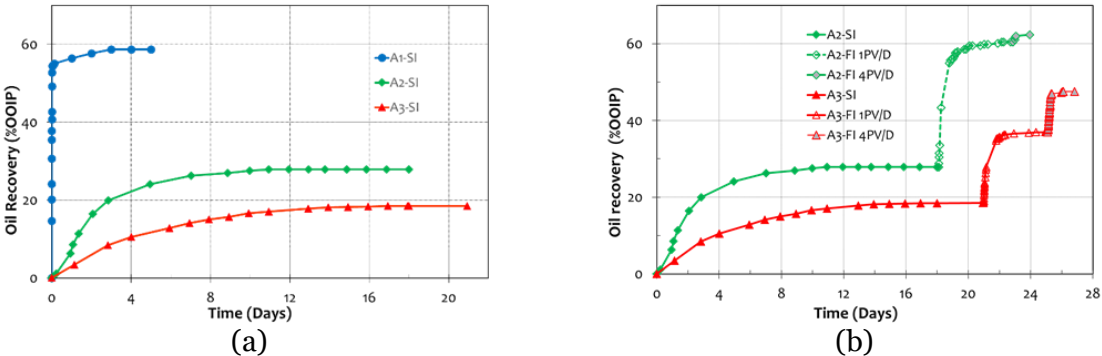 Oil Recovery (%OOIP)
60
40
20
0
0 4 8 12 16 20
Time (Days)
A1-SI
A2-SI
A3-SI
(a)
Oil recovery (%OOIP)
60
40
20
0
0 4 8 12 16 20 24 28
Time (Days)
A2-SI
A2-FI 1PV/D
A2-FI 4PV/D
A3-SI
A3-FI 1PV/D
A3-FI 4PV/D
(b)